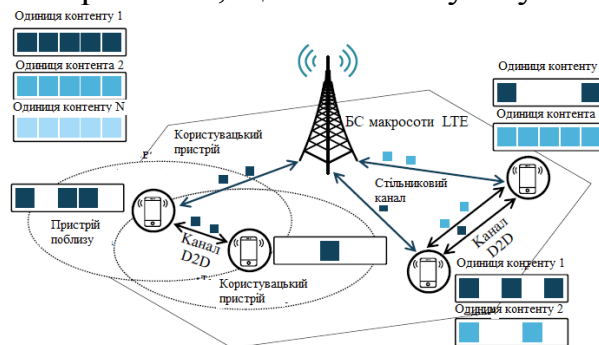 Одиниця контенту 1
Одиниця контента 2
Одиниця контенту N
Користувацький
пристрій
БС макросоти LTE
Одиниця контенту
Одиниця контента
Стільниковий
канал
Пристрій
поблизу
Канал
D2D
Користувацький
пристрій
Канал
D2D
Одиниця контенту 1
Одиниця контенту 2